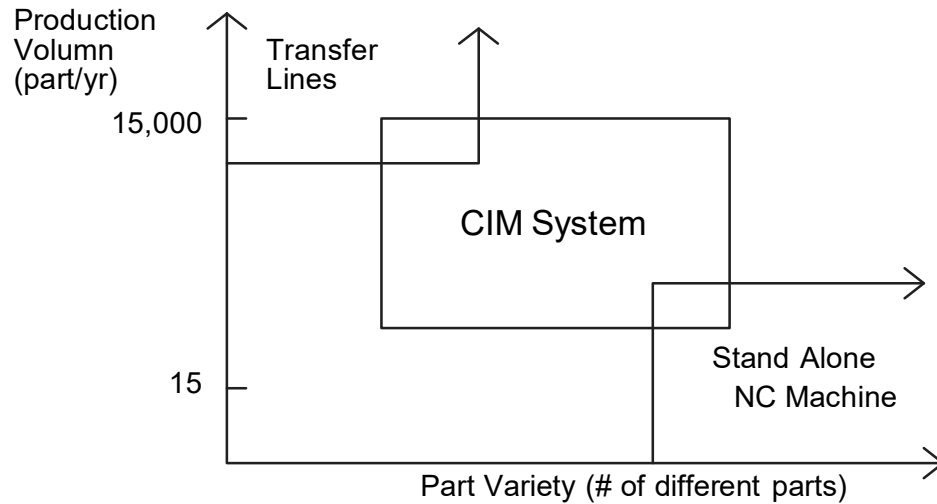 Production
Volumn
(part/yr)
Transfer
Lines
15,000
CIM System
15
Stand Alone
NC Machine
Part Variety (# of different parts)